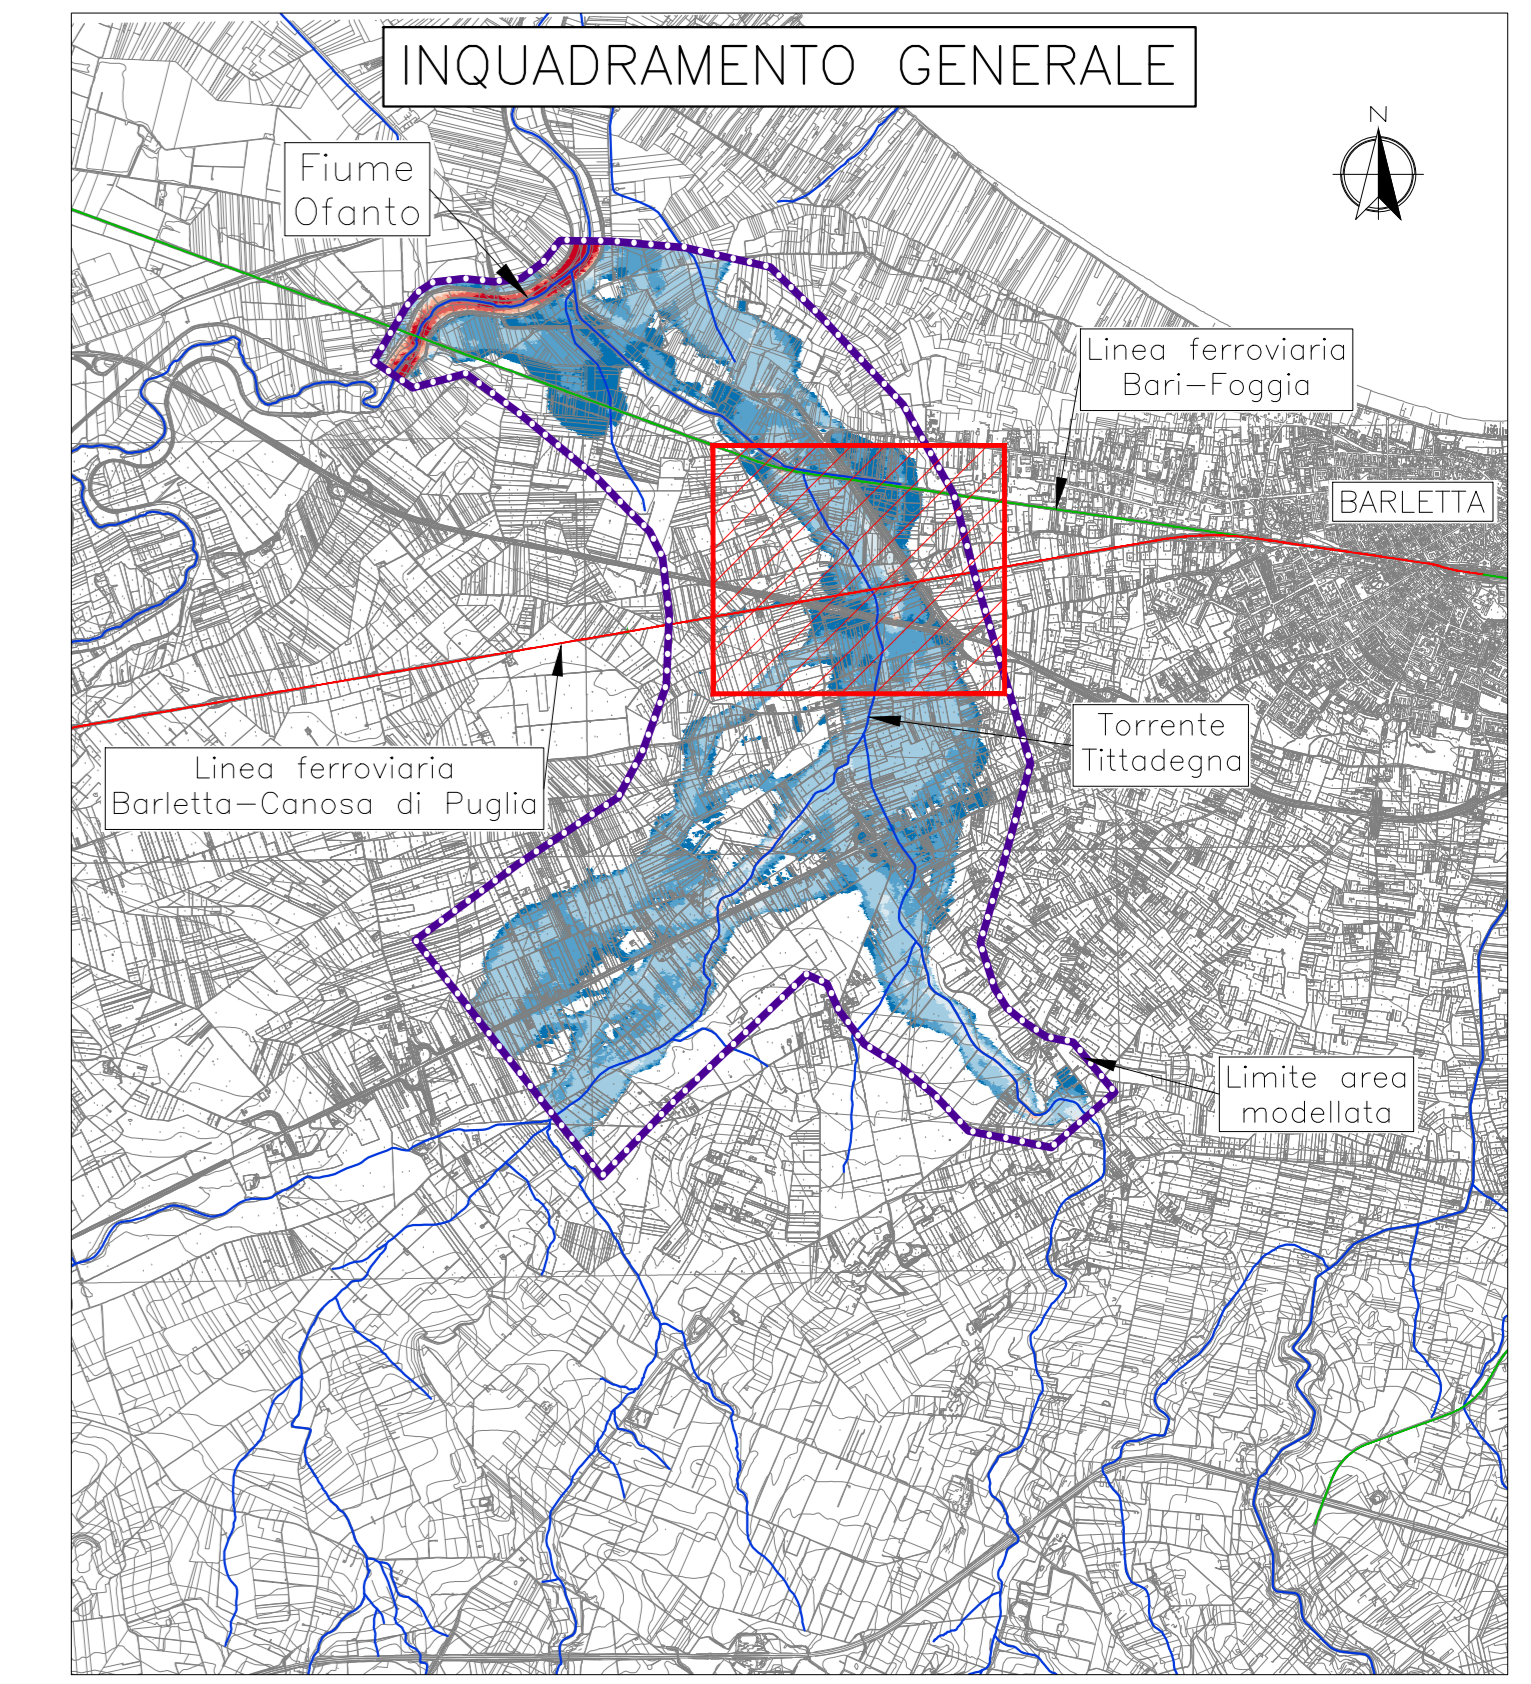 INQUADRAMENTO GENERALE
N
Fiume
Ofanto
Linea ferroviaria
Bari-Foggia
BARLETTA
Torrente
Tittadegna
Linea ferroviaria
Barletta-Canosa di Puglia
Limite area
modellata